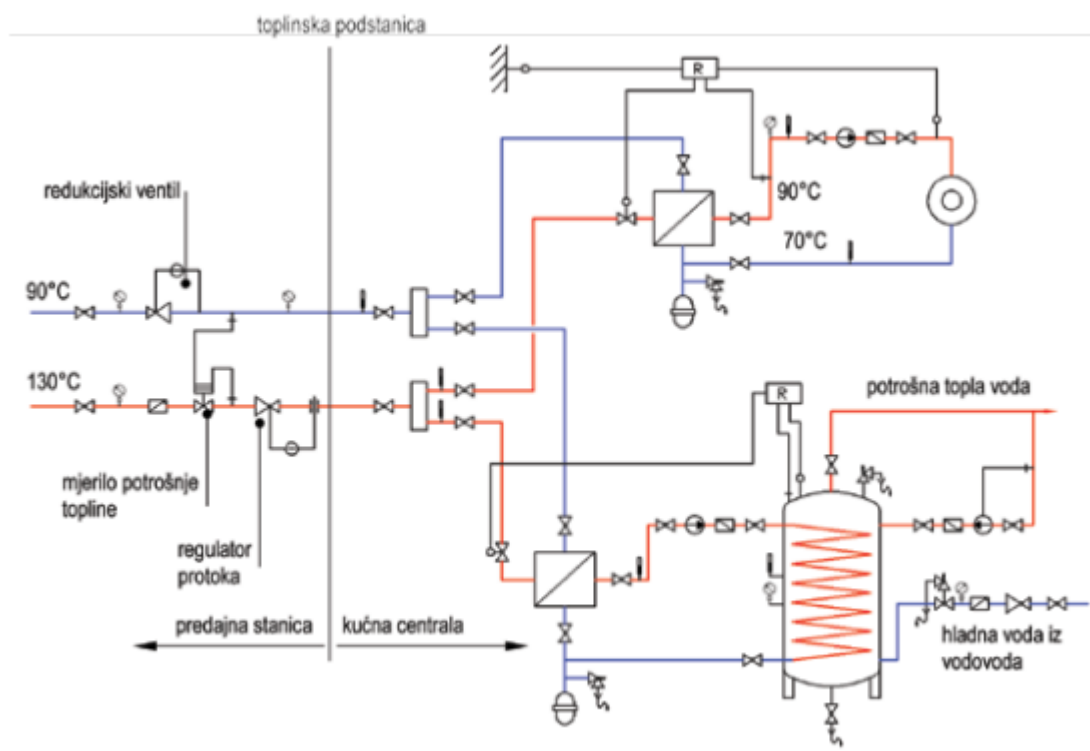 toplinska podstanica
R
redukcijski ventil
90°C
70°C
90°C
130°C
R
potrošna topla voda
mjerilo potrošnje
topline
regulator
protoka
predajna stanica
kućna centrala
hladna voda iz
vodovoda